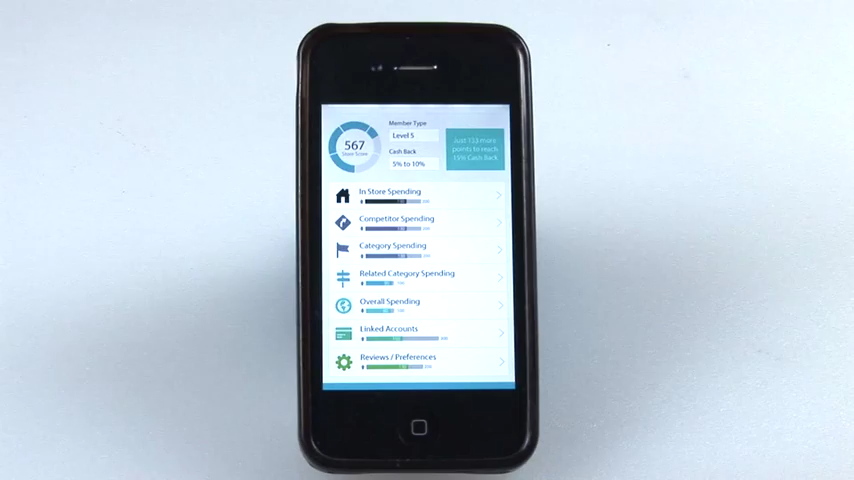 567
Store Score
Member Type
Level 5
Cash Back
5% to 10%
Just 133 more
points to reach
15% Cash Back
In Store Spending
Competitor Spending
Category Spending
Related Category Spending
Overall Spending
Linked Accounts
Reviews / Preferences